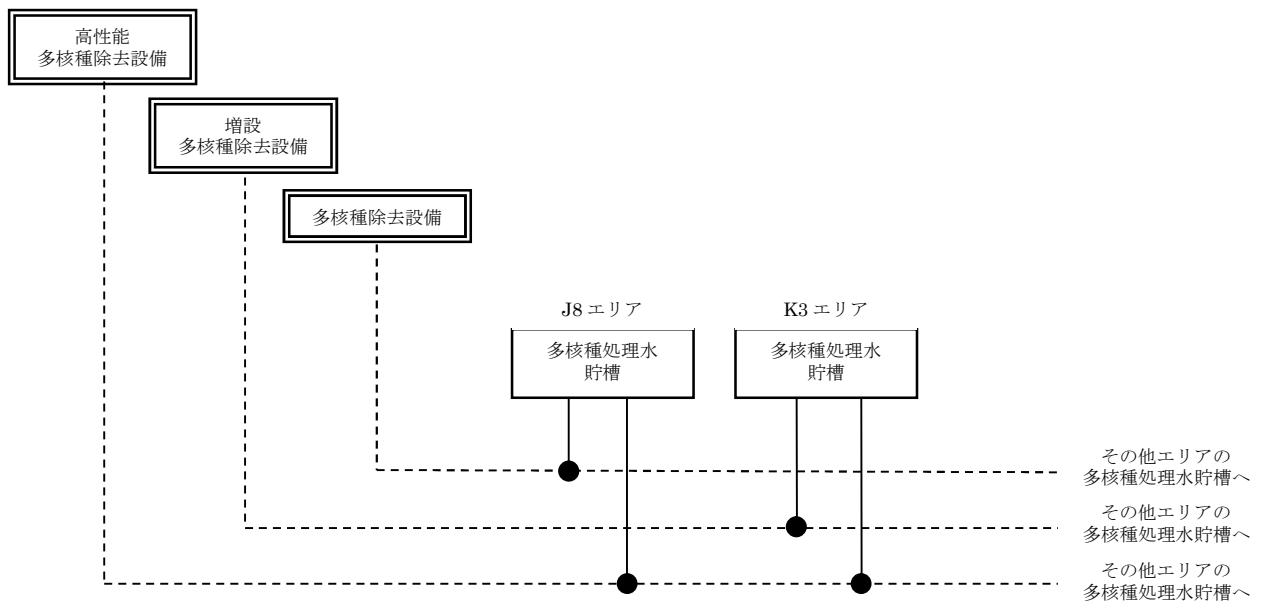 高性能
多核種除去設備
増設
多核種除去設備
多核種除去設備
J8 エリア
多核種処理水
貯槽
K3 エリア
多核種処理水
貯槽
その他エリアの
多核種処理水貯槽へ
その他エリアの
多核種処理水貯槽へ
その他エリアの
多核種処理水貯槽へ